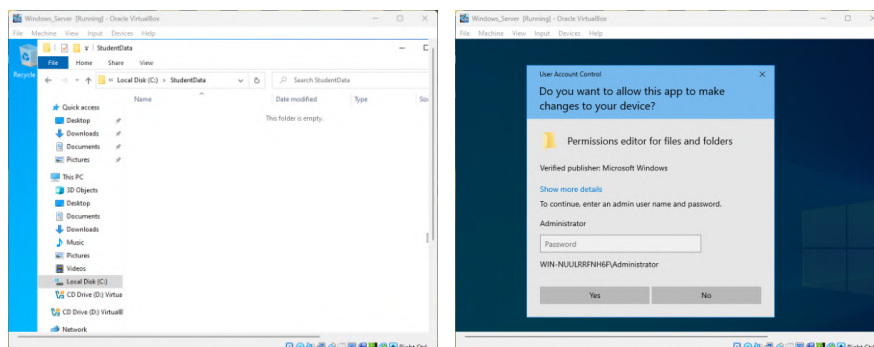 Windows_Server [Running] - Oracle VirtualBox
File Machine View Input Devices Help
StudentData
File Home Share View
Recycle
Local Disk (C:) > StudentData
Search StudentData
Name Date modified Type
This folder is empty.
Quick access
Desktop
Downloads
Documents
Pictures
This PC
3D Objects
Desktop
Documents
Downloads
Music
Pictures
Videos
Local Disk (C:)
CD Drive (D:) Virtue
CD Drive (D:) VirtualB
Network
Right Ctrl
Windows_Server [Running] - Oracle VirtualBox
File Machine View Input Devices Help
User Account Control
Do you want to allow this app to make
changes to your device?
Permissions editor for files and folders
Verified publisher: Microsoft Windows
Show more details
To continue, enter an admin user name and password.
Administrator
Password
WIN-NUULRRFNH6F\Administrator
Yes No
Right Ctrl